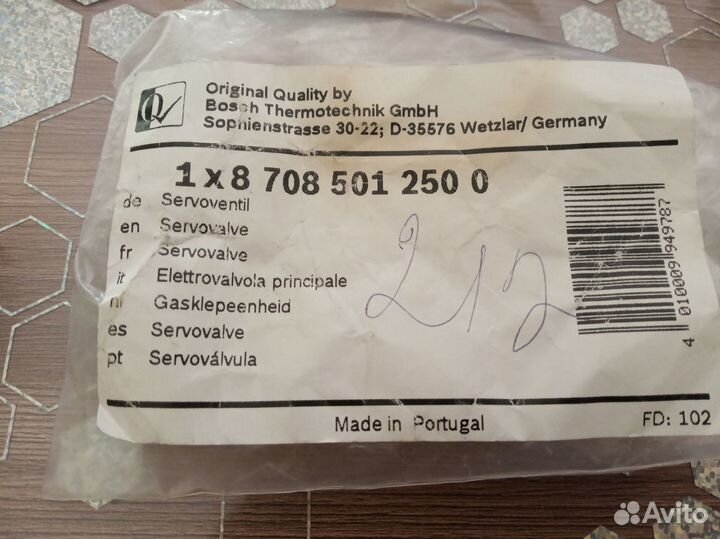 Original Quality by
Bosch Thermotechnik GmbH
Sophienstrasse 30-22; D-35576 Wetzlar/ Germany
1 x 8 708 501 250 0
de Servoventil
en Servovalve
fr Servovalve
it Elettrovalvola principale
nl Gasklepeenheid
es Servovalve
pt Servoválvula
212
4 010009 949787
Made in Portugal
FD: 102
Avito